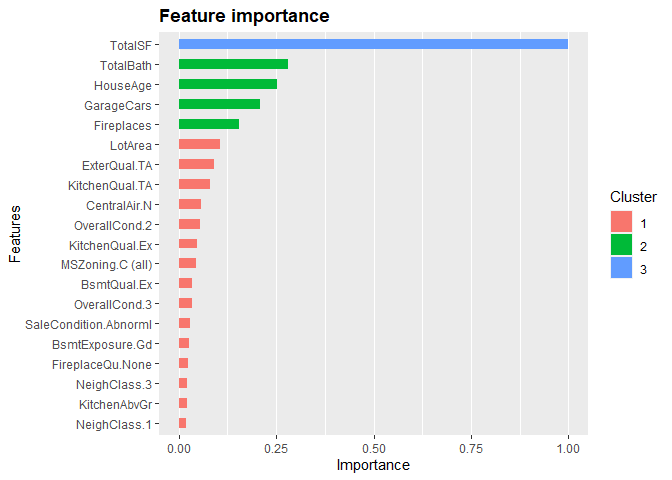 Feature importance
TotalSF
TotalBath
HouseAge
GarageCars
Fireplaces
LotArea
ExterQual.TA
KitchenQual.TA
CentralAir.N
OverallCond.2
KitchenQual.Ex
MSZoning.C (all)
BsmtQual.Ex
OverallCond.3
SaleCondition.Abnorml
BsmtExposure.Gd
FireplaceQu.None
NeighClass.3
KitchenAbvGr
NeighClass.1
Features
0.00 0.25 0.50 0.75 1.00
Importance
Cluster
1
2
3